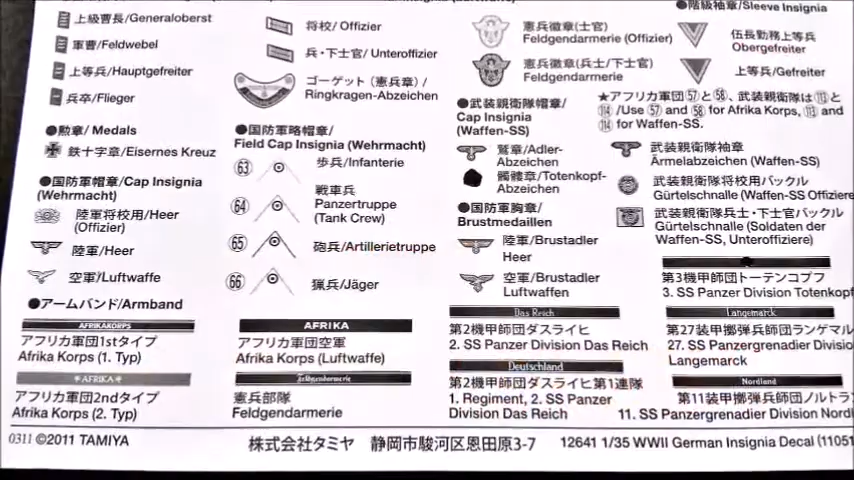 上級曹長/Generaloberst
軍曹/Feldwebel
上等兵/Hauptgefreiter
兵卒/Flieger
●勲章/ Medals
鉄十字章/Eisernes Kreuz
●国防軍帽章/Cap Insignia
(Wehrmacht)
陸軍将校用/Heer
(Offizier)
陸軍/Heer
空軍/Luftwaffe
●アームバンド/Armband
AFRIKAKORPS
アフリカ軍団1stタイプ
Afrika Korps (1. Typ)
AFRIKA
アフリカ軍団2ndタイプ
Afrika Korps (2. Typ)
将校/ Offizier
兵・下士官/ Unteroffizier
ゴーゲット（憲兵章）/
Ringkragen-Abzeichen
●国防軍略帽章/
Field Cap Insignia (Wehrmacht)
63 歩兵/Infanterie
64 戦車兵
Panzertruppe
(Tank Crew)
65 砲兵/Artillerietruppe
66 猟兵/Jäger
AFRIKA
アフリカ軍団空軍
Afrika Korps (Luftwaffe)
Feldgendarmerie
憲兵部隊
Feldgendarmerie
憲兵徽章(士官)
Feldgendarmerie (Offizier)
憲兵徽章(兵士/下士官)
Feldgendarmerie
●武装親衛隊帽章/
Cap Insignia
(Waffen-SS)
鷲章/Adler-
Abzeichen
髑髏章/Totenkopf-
Abzeichen
●国防軍胸章/
Brustmedaillen
陸軍/Brustadler
Heer
空軍/Brustadler
Luftwaffen
Das Reich
第2機甲師団ダスライヒ
2. SS Panzer Division Das Reich
Deutschland
第2機甲師団ダスライヒ第1連隊
1. Regiment, 2. SS Panzer
Division Das Reich
●階級袖章/Sleeve Insignia
伍長勤務上等兵
Obergefreiter
上等兵/Gefreiter
★アフリカ軍団57と58、武装親衛隊は113と
114/Use 57 and 58 for Afrika Korps, 113 and
114 for Waffen-SS.
武装親衛隊袖章
Ärmelabzeichen (Waffen-SS)
武装親衛隊将校用バックル
Gürtelschnalle (Waffen-SS Offiziere
武装親衛隊兵士・下士官バックル
Gürtelschnalle (Soldaten der
Waffen-SS, Unteroffiziere)
第3機甲師団トーテンコプフ
3. SS Panzer Division Totenkopf
Langemarck
第27装甲擲弾兵師団ランゲマル
27. SS Panzergrenadier Division
Langemarck
Nordland
第11装甲擲弾兵師団ノルトラン
11. SS Panzergrenadier Division Nordl
0311 ©2011 TAMIYA
株式会社タミヤ 静岡市駿河区恩田原3-7
12641 1/35 WWII German Insignia Decal (11051